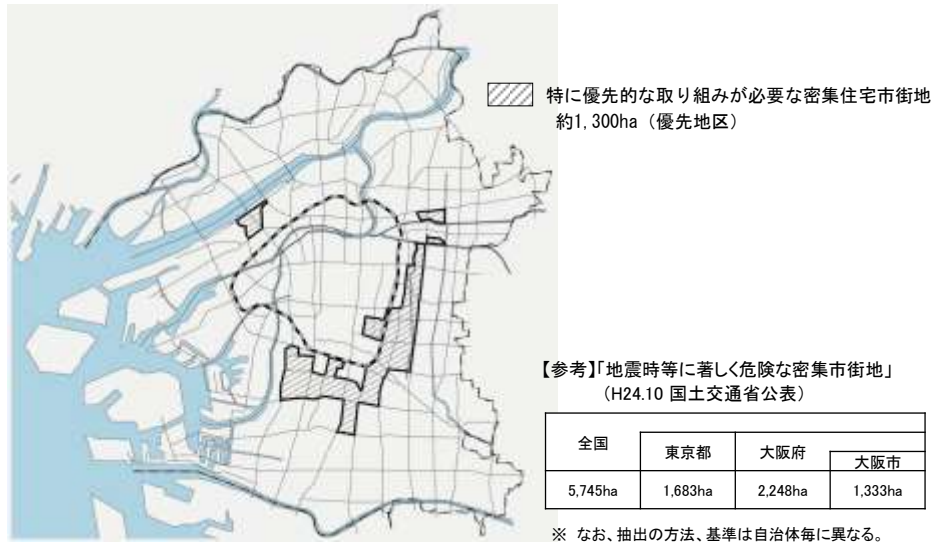 特に優先的な取り組みが必要な密集住宅市街地
約1,300ha（優先地区）
【参考】「地震時等に著しく危険な密集市街地」
（H24.10 国土交通省公表）
全国 東京都 大阪府 大阪市
5,745ha 1,683ha 2,248ha 1,333ha
※ なお、抽出の方法、基準は自治体毎に異なる。